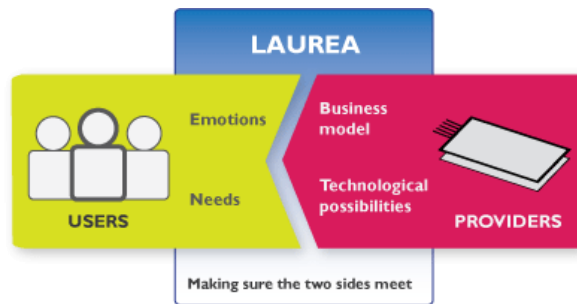 LAUREA
Emotions
Needs
USERS
Business
model
Technological
possibilities
PROVIDERS
Making sure the two sides meet